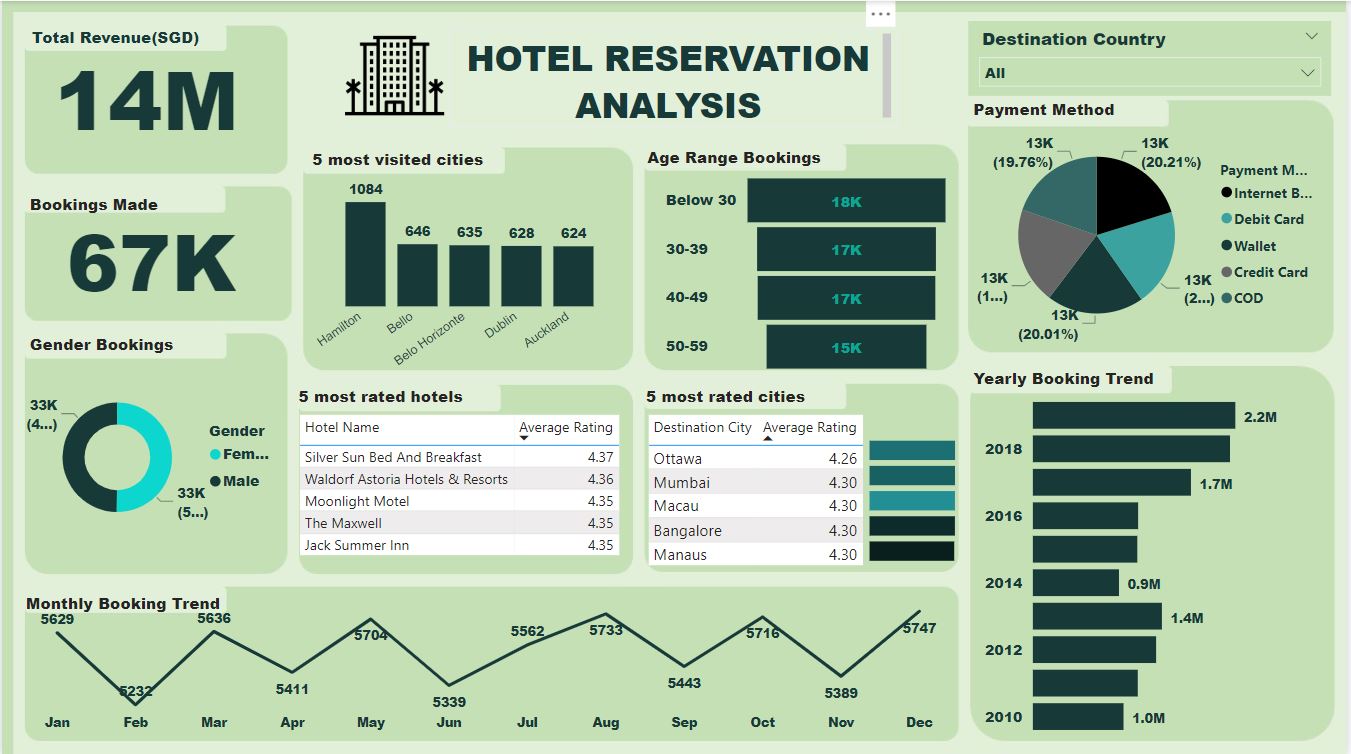 Total Revenue(SGD)
14M
HOTEL RESERVATION
ANALYSIS
Destination Country
All
Bookings Made
67K
5 most visited cities
1084
646
635
628
624
Hamilton
Bello
Belo Horizonte
Dublin
Auckland
Age Range Bookings
Below 30
18K
30-39
17K
40-49
17K
50-59
15K
Payment Method
13K
(19.76%)
13K
(20.21%)
13K
(1...)
13K
(2...)
13K
(20.01%)
Payment M...
Internet B...
Debit Card
Wallet
Credit Card
COD
Gender Bookings
33K
(4...)
33K
(5...)
Gender
Fem...
Male
5 most rated hotels
Hotel Name Average Rating
Silver Sun Bed And Breakfast 4.37
Waldorf Astoria Hotels & Resorts 4.36
Moonlight Motel 4.35
The Maxwell 4.35
Jack Summer Inn 4.35
5 most rated cities
Destination City Average Rating
Ottawa 4.26
Mumbai 4.30
Macau 4.30
Bangalore 4.30
Manaus 4.30
Yearly Booking Trend
2.2M
2018
1.7M
2016
2014 0.9M
1.4M
2012
2010 1.0M
Monthly Booking Trend
5629
5232
5636
5411
5704
5339
5562
5733
5443
5716
5389
5747
Jan Feb Mar Apr May Jun Jul Aug Sep Oct Nov Dec